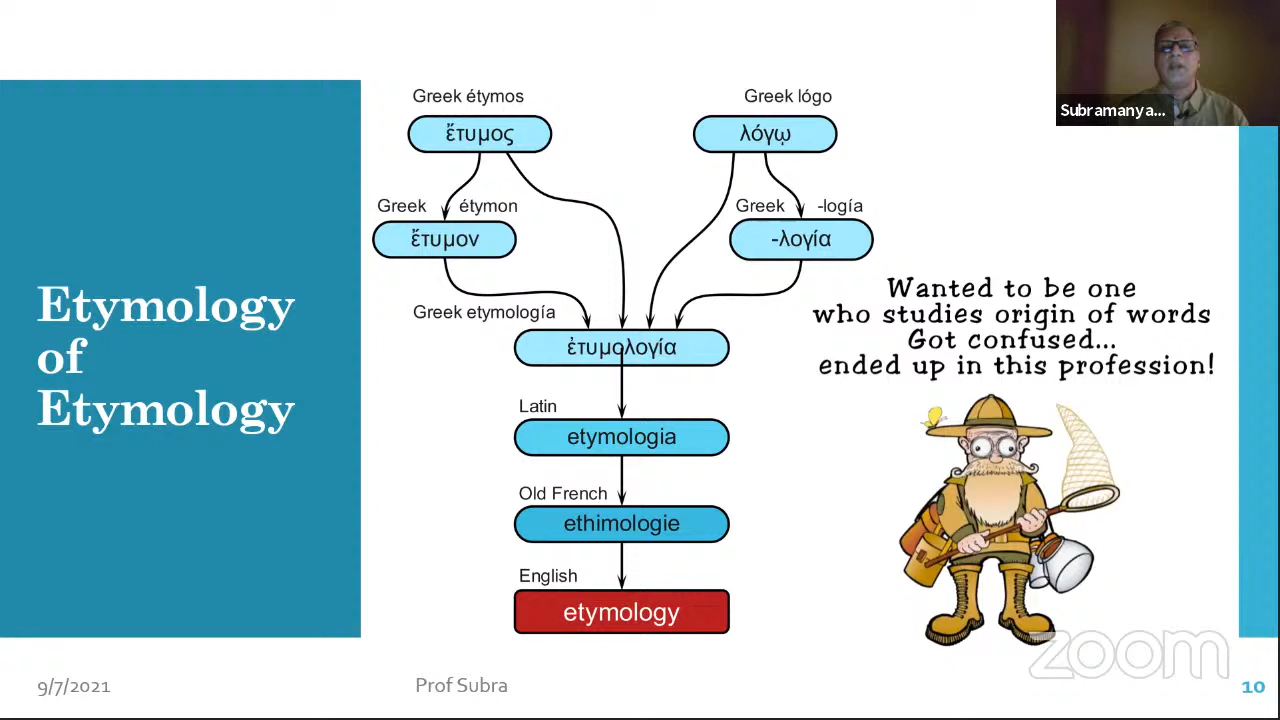 Subramanya...
Etymology
of
Etymology
Greek étymos
Greek lógo
ἔτυμος
λόγῳ
Greek étymon
Greek -logía
ἔτυμον
-λογία
Greek etymología
ἐτυμολογία
Latin
etymologia
Old French
ethimologie
English
etymology
Wanted to be one
who studies origin of words
Got confused...
ended up in this profession!
zoom
9/7/2021
Prof Subra
10